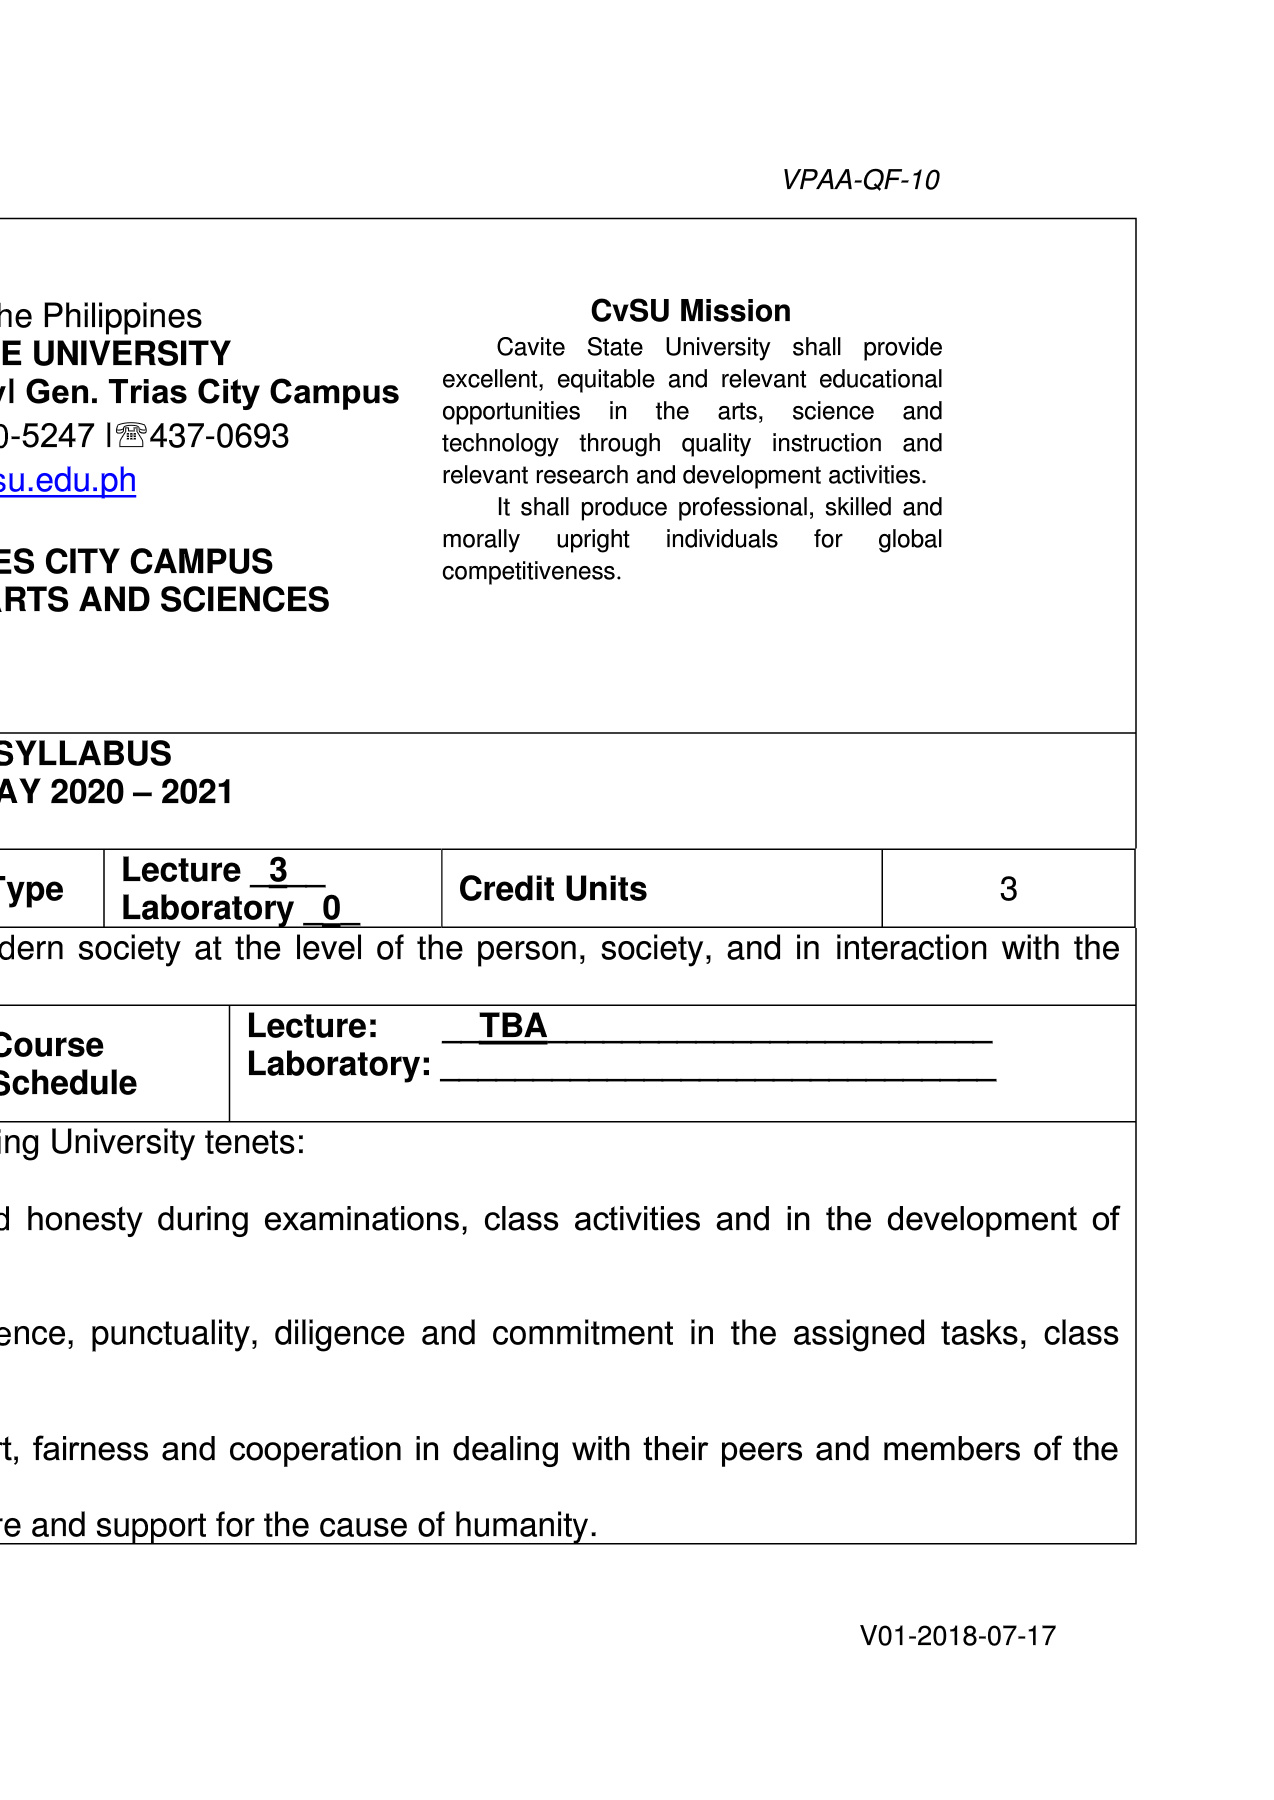 VPAA-QF-10
he Philippines
E UNIVERSITY
yl Gen. Trias City Campus
0-5247 l☏437-0693
su.edu.ph
ES CITY CAMPUS
ARTS AND SCIENCES
CvSU Mission
Cavite State University shall provide
excellent, equitable and relevant educational
opportunities in the arts, science and
technology through quality instruction and
relevant research and development activities.
It shall produce professional, skilled and
morally upright individuals for global
competitiveness.
SYLLABUS
AY 2020 – 2021
Type
Lecture _3__
Laboratory _0_
Credit Units
3
dern society at the level of the person, society, and in interaction with the
Course
Schedule
Lecture: __TBA________________________
Laboratory: ______________________________
ing University tenets:
d honesty during examinations, class activities and in the development of
ence, punctuality, diligence and commitment in the assigned tasks, class
rt, fairness and cooperation in dealing with their peers and members of the
re and support for the cause of humanity.
V01-2018-07-17